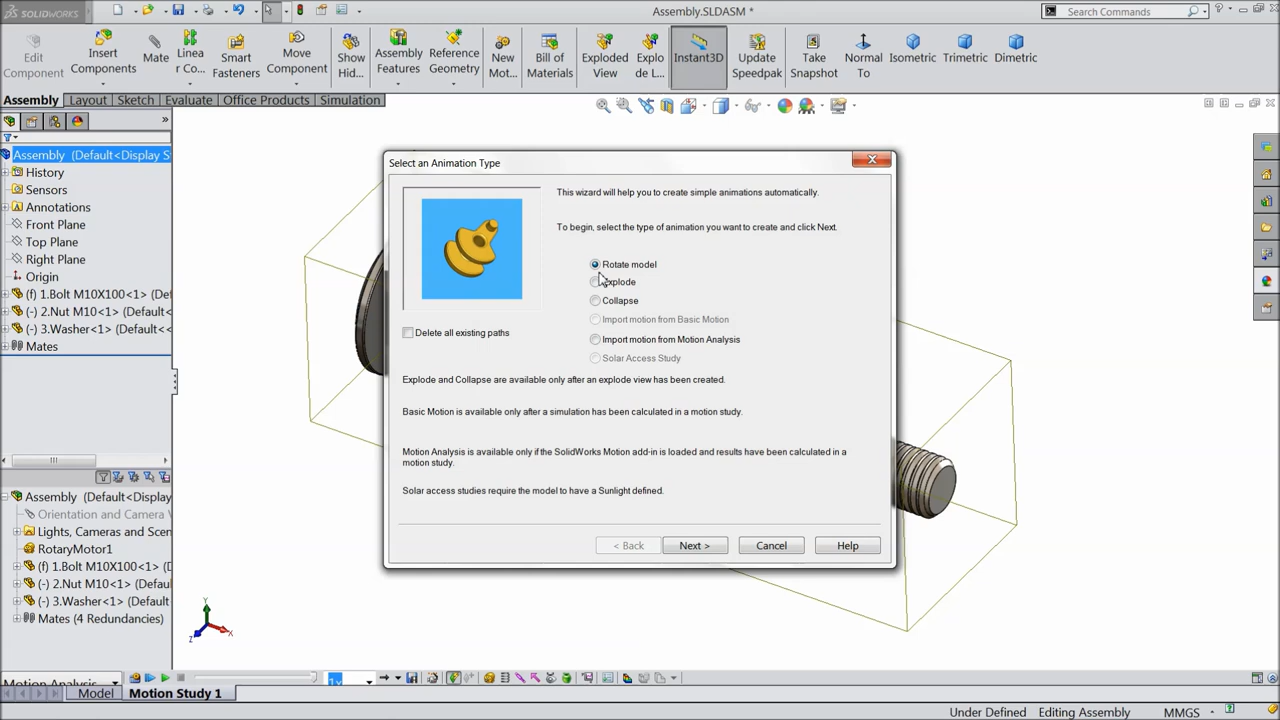 SOLIDWORKS
Assembly.SLDASM *
Search Commands
Edit Component
Insert Components
Mate
Linea r Co...
Smart Fasteners
Move Component
Show Hid...
Assembly Features
Reference Geometry
New Mot...
Bill of Materials
Exploded View
Explo de L...
Instant3D
Update Speedpak
Take Snapshot
Normal To
Isometric
Trimetric
Dimetric
Assembly
Layout
Sketch
Evaluate
Office Products
Simulation
Assembly (Default<Display S
History
Sensors
Annotations
Front Plane
Top Plane
Right Plane
Origin
(f) 1.Bolt M10X100<1> (Defau
(-) 2.Nut M10<1> (Default<<
(-) 3.Washer<1> (Default<<D
Mates
Assembly (Default<Display
Orientation and Camera
Lights, Cameras and Scen
RotaryMotor1
(f) 1.Bolt M10X100<1> (De
(-) 2.Nut M10<1> (Default
(-) 3.Washer<1> (Default
Mates (4 Redundancies)
Select an Animation Type
This wizard will help you to create simple animations automatically.
To begin, select the type of animation you want to create and click Next.
Rotate model
Explode
Collapse
Import motion from Basic Motion
Delete all existing paths
Import motion from Motion Analysis
Solar Access Study
Explode and Collapse are available only after an explode view has been created.
Basic Motion is available only after a simulation has been calculated in a motion study.
Motion Analysis is available only if the SolidWorks Motion add-in is loaded and results have been calculated in a
motion study.
Solar access studies require the model to have a Sunlight defined.
< Back
Next >
Cancel
Help
Y
X
Z
Motion Analysis
Model
Motion Study 1
Under Defined
Editing Assembly
MMGS